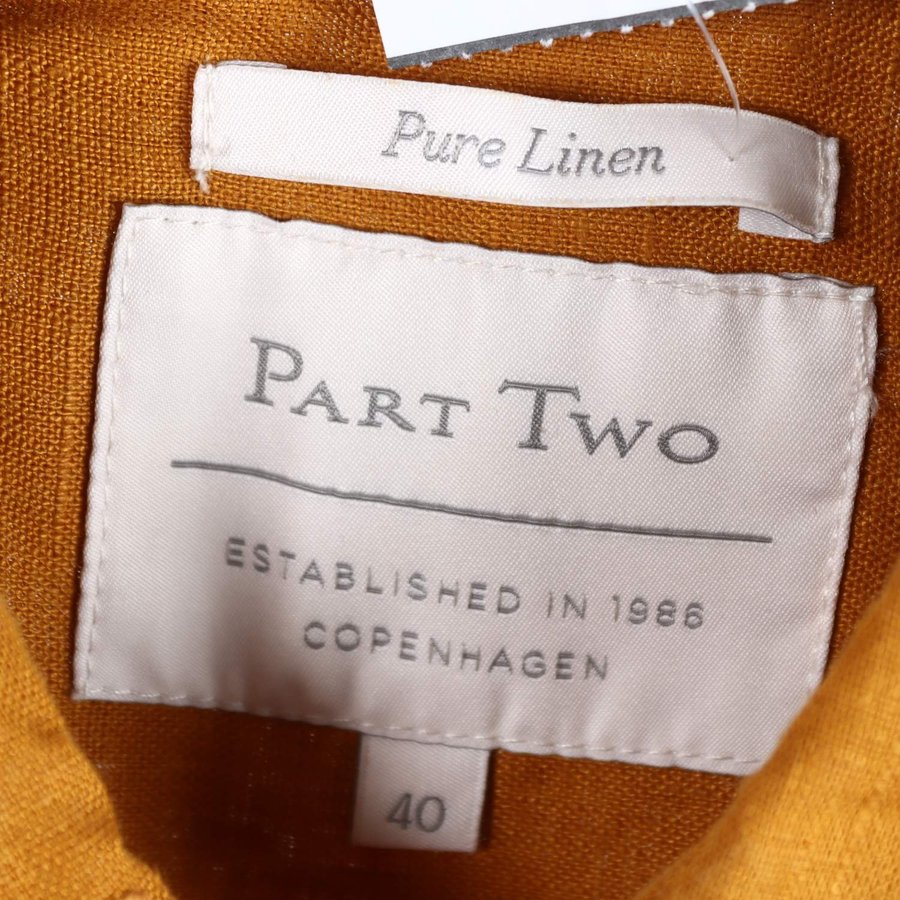 Pure Linen
PART TWO
ESTABLISHED IN 1986
COPENHAGEN
40